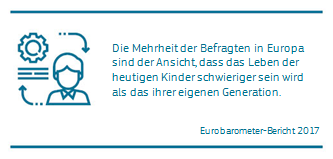 Die Mehrheit der Befragten in Europa
sind der Ansicht, dass das Leben der
heutigen Kinder schwieriger sein wird
als das ihrer eigenen Generation.
Eurobarometer-Bericht 2017